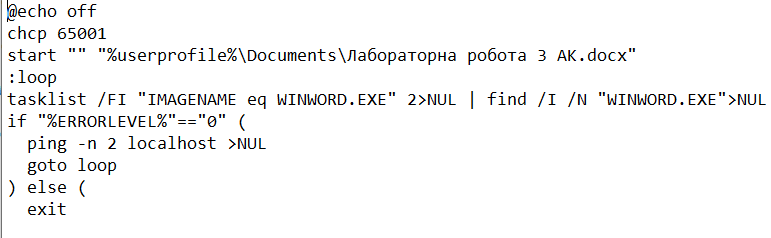 @echo off
chcp 65001
start "" "%userprofile%\Documents\Лабораторна робота 3 АК.docx"
:loop
tasklist /FI "IMAGENAME eq WINWORD.EXE" 2>NUL | find /I /N "WINWORD.EXE">NUL
if "%ERRORLEVEL%"=="0" (
  ping -n 2 localhost >NUL
  goto loop
) else (
  exit